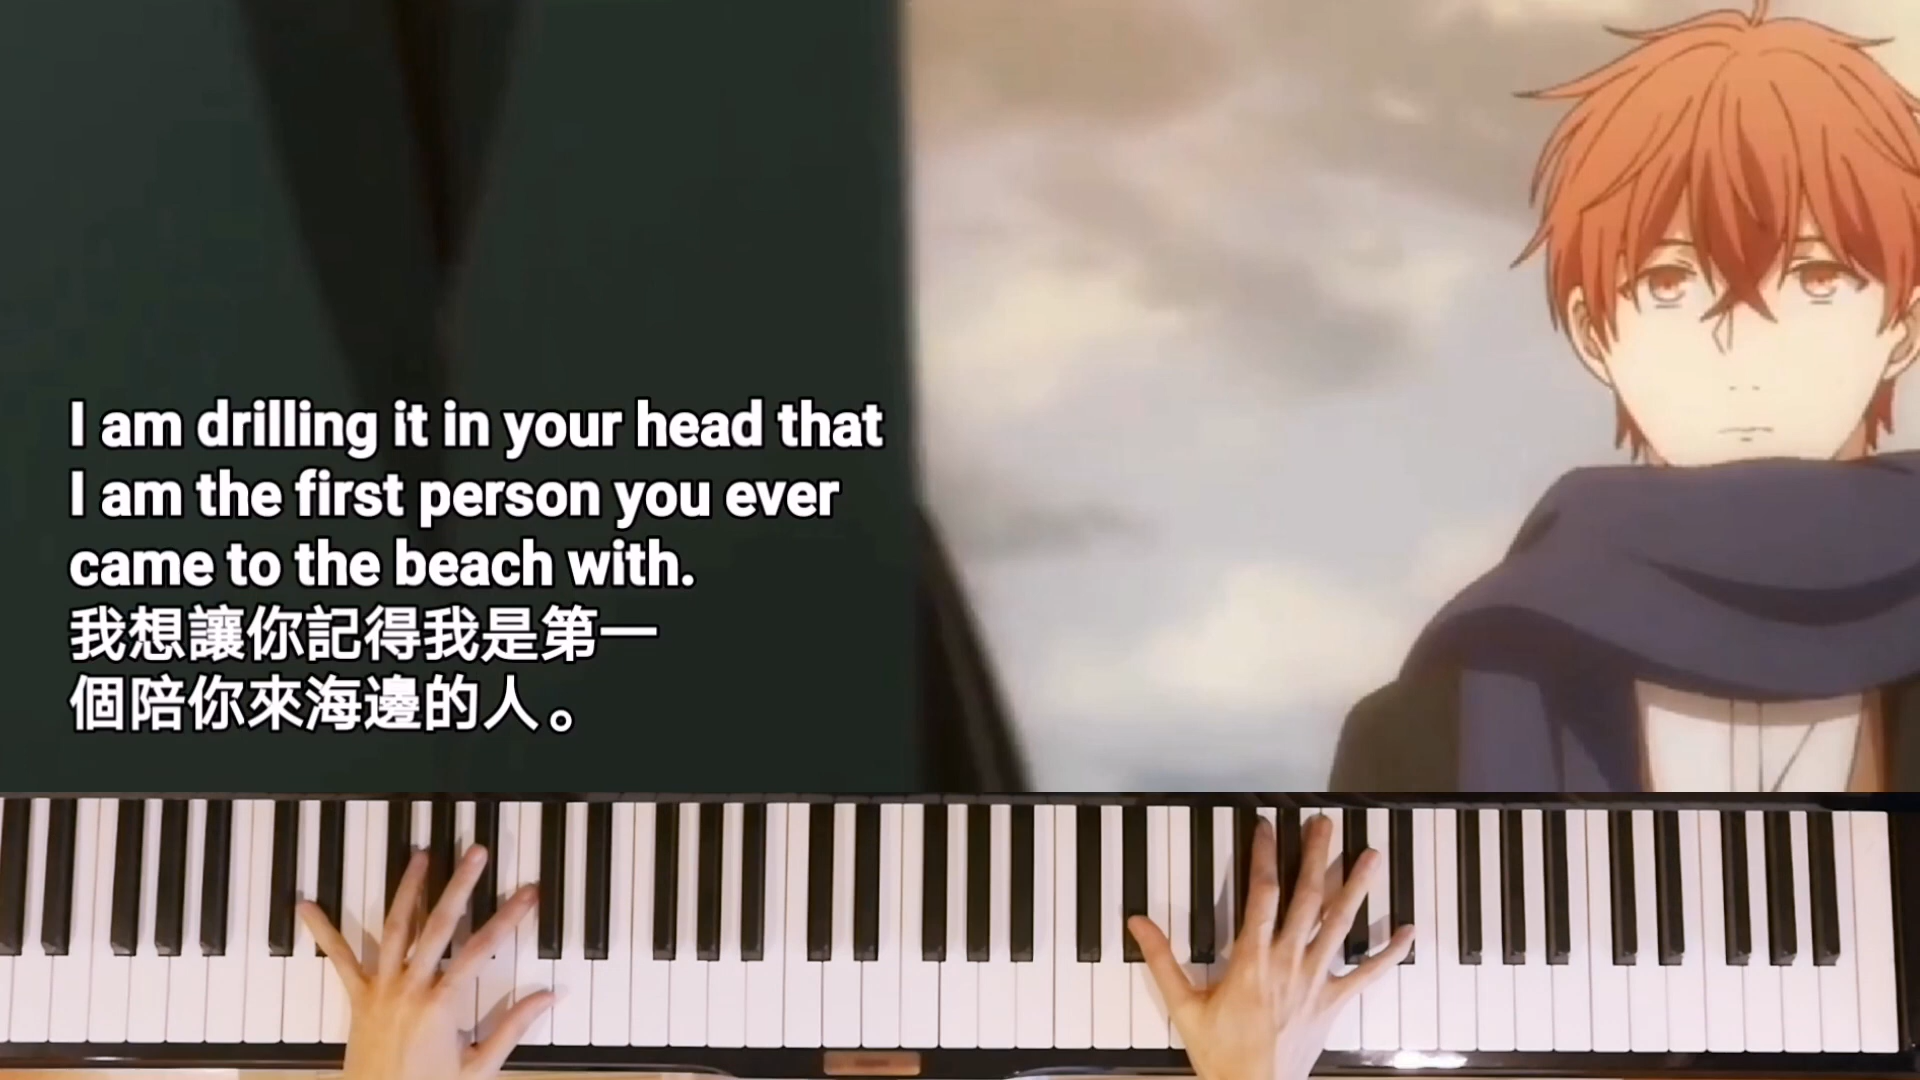 I am drilling it in your head that
I am the first person you ever
came to the beach with.
我想讓你記得我是第一
個陪你來海邊的人。